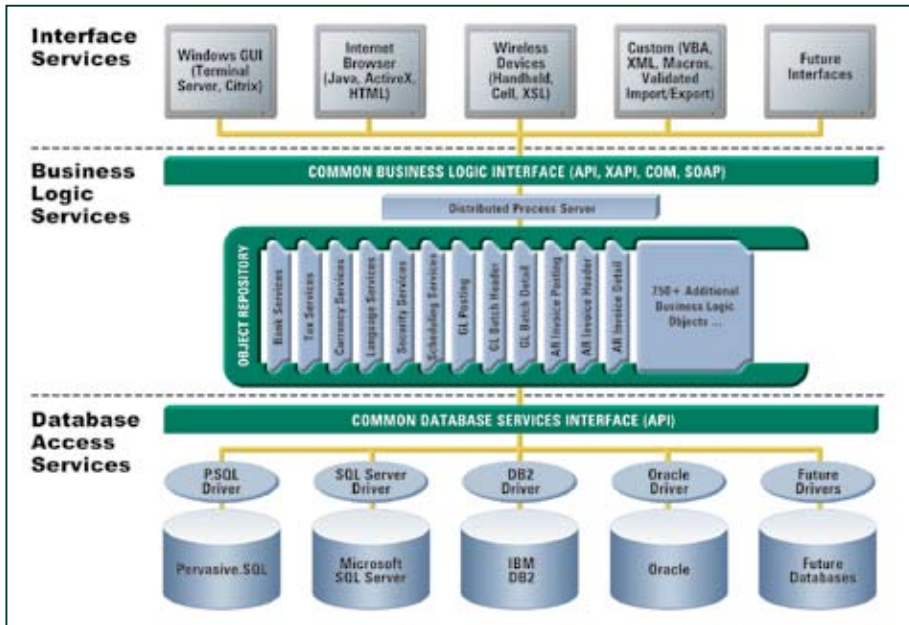 Interface
Services
Windows GUI
(Terminal
Server, Citrix)
Internet
Browser
(Java, ActiveX,
HTML)
Wireless
Devices
(Handheld,
Cell, XSL)
Custom (VBA,
XML, Macros,
Validated
Import/Export)
Future
Interfaces
Business
Logic
Services
COMMON BUSINESS LOGIC INTERFACE (API, XAPI, COM, SOAP)
Distributed Process Server
OBJECT REPOSITORY
Bank Services
Tax Services
Currency Services
Language Services
Security Services
Scheduling Services
GL Posting
GL Batch Header
GL Batch Detail
AR Invoice Posting
AR Invoice Header
AR Invoice Detail
750+ Additional
Business Logic
Objects ...
Database
Access
Services
COMMON DATABASE SERVICES INTERFACE (API)
P.SQL
Driver
SQL Server
Driver
DB2
Driver
Oracle
Driver
Future
Drivers
Pervasive.SQL
Microsoft
SQL Server
IBM
DB2
Oracle
Future
Databases